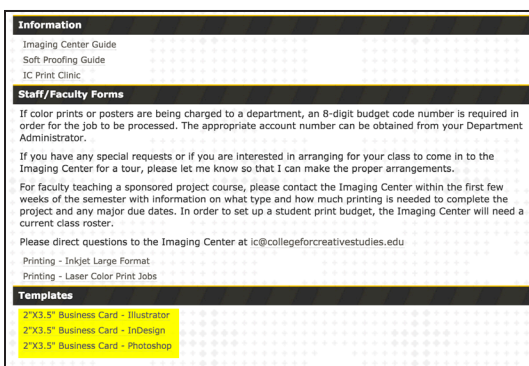 Information
Imaging Center Guide
Soft Proofing Guide
IC Print Clinic
Staff/Faculty Forms
If color prints or posters are being charged to a department, an 8-digit budget code number is required in
order for the job to be processed. The appropriate account number can be obtained from your Department
Administrator.
If you have any special requests or if you are interested in arranging for your class to come in to the
Imaging Center for a tour, please let me know so that I can make the proper arrangements.
For faculty teaching a sponsored project course, please contact the Imaging Center within the first few
weeks of the semester with information on what type and how much printing is needed to complete the
project and any major due dates. In order to set up a student print budget, the Imaging Center will need a
current class roster.
Please direct questions to the Imaging Center at ic@collegeforcreativestudies.edu
Printing - Inkjet Large Format
Printing - Laser Color Print Jobs
Templates
2"X3.5" Business Card - Illustrator
2"X3.5" Business Card - InDesign
2"X3.5" Business Card - Photoshop